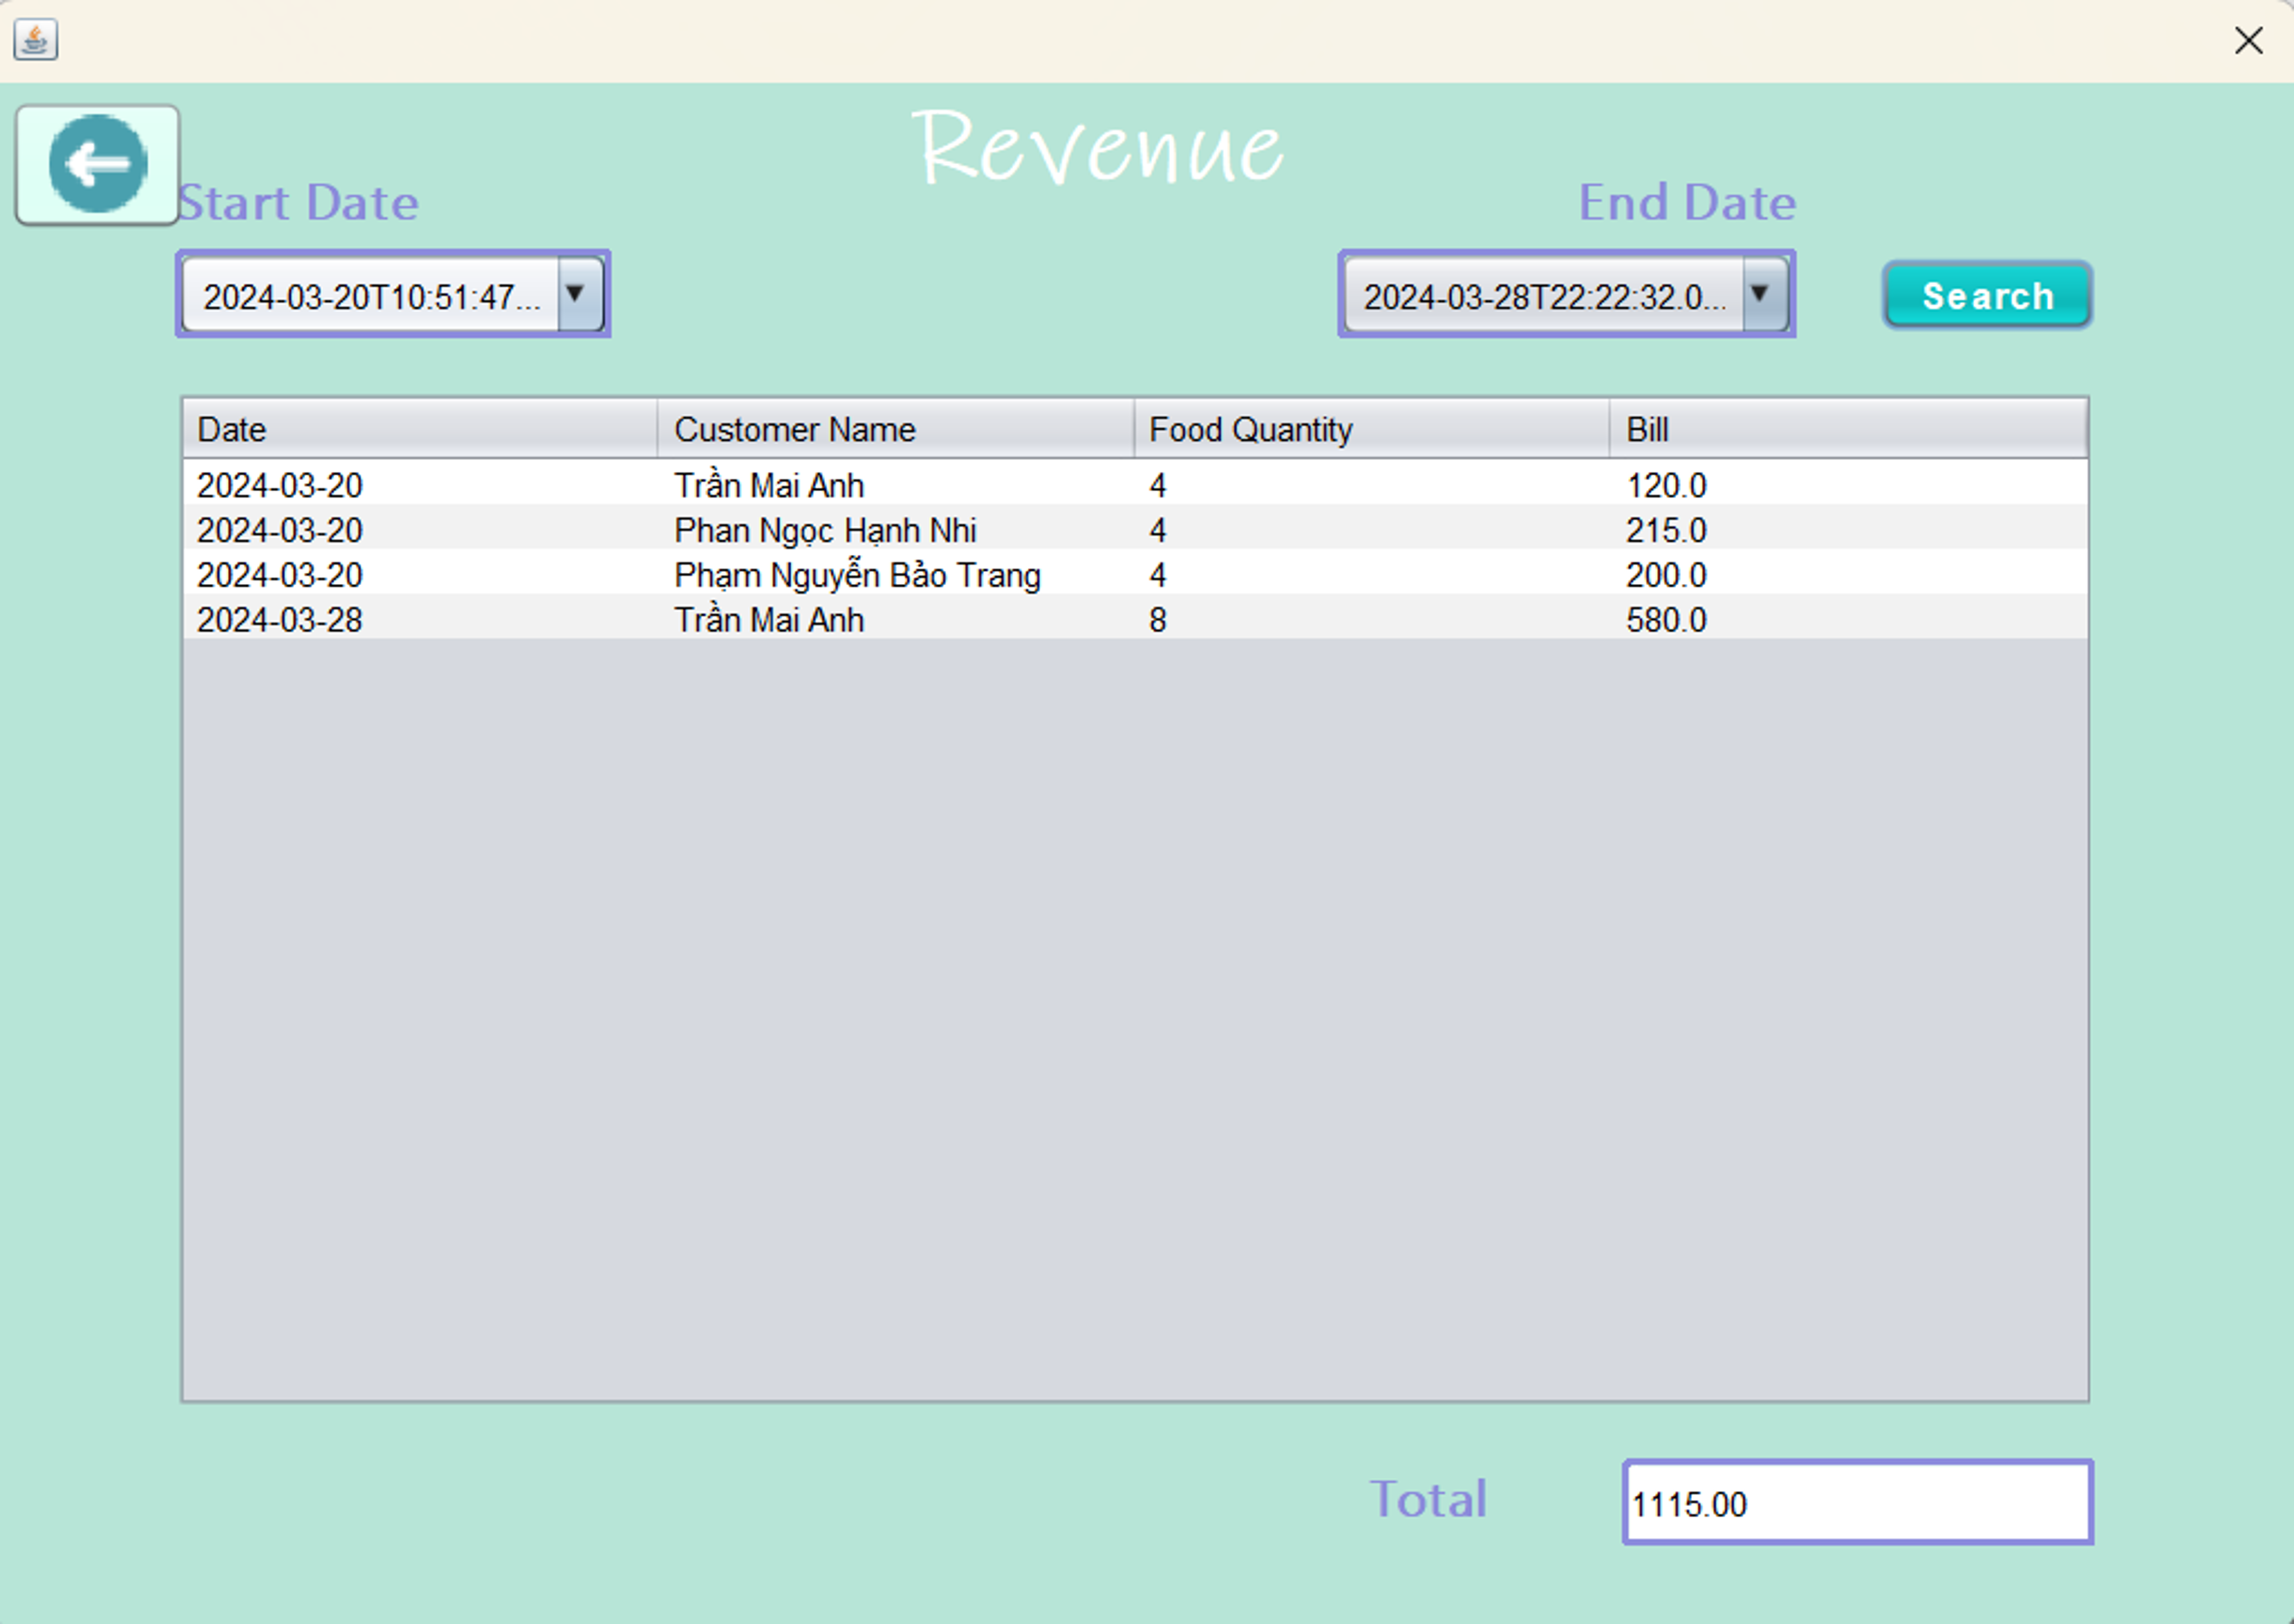 Revenue
Start Date
End Date
2024-03-20T10:51:47...
2024-03-28T22:22:32.0...
Search
Date Customer Name Food Quantity Bill
2024-03-20 Trần Mai Anh 4 120.0
2024-03-20 Phan Ngọc Hạnh Nhi 4 215.0
2024-03-20 Phạm Nguyễn Bảo Trang 4 200.0
2024-03-28 Trần Mai Anh 8 580.0
Total 1115.00